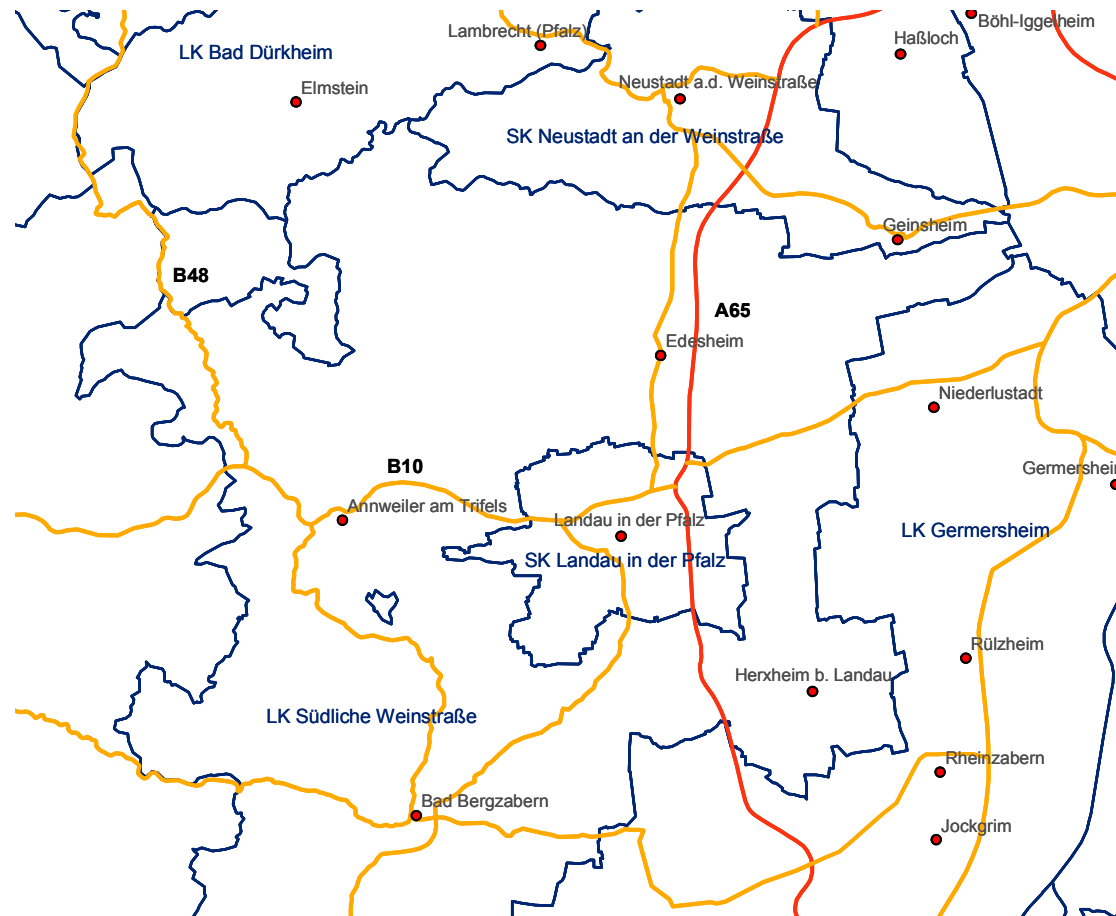 Böhl-Iggelheim
Lambrecht (Pfalz)
Haßloch
LK Bad Dürkheim
Elmstein
Neustadt a.d. Weinstraße
SK Neustadt an der Weinstraße
Geinsheim
B48
A65
Edesheim
Niederlustadt
B10
Germersheim
Annweiler am Trifels
Landau in der Pfalz
LK Germersheim
SK Landau in der Pfalz
Rülzheim
Herxheim b. Landau
LK Südliche Weinstraße
Rheinzabern
Bad Bergzabern
Jockgrim